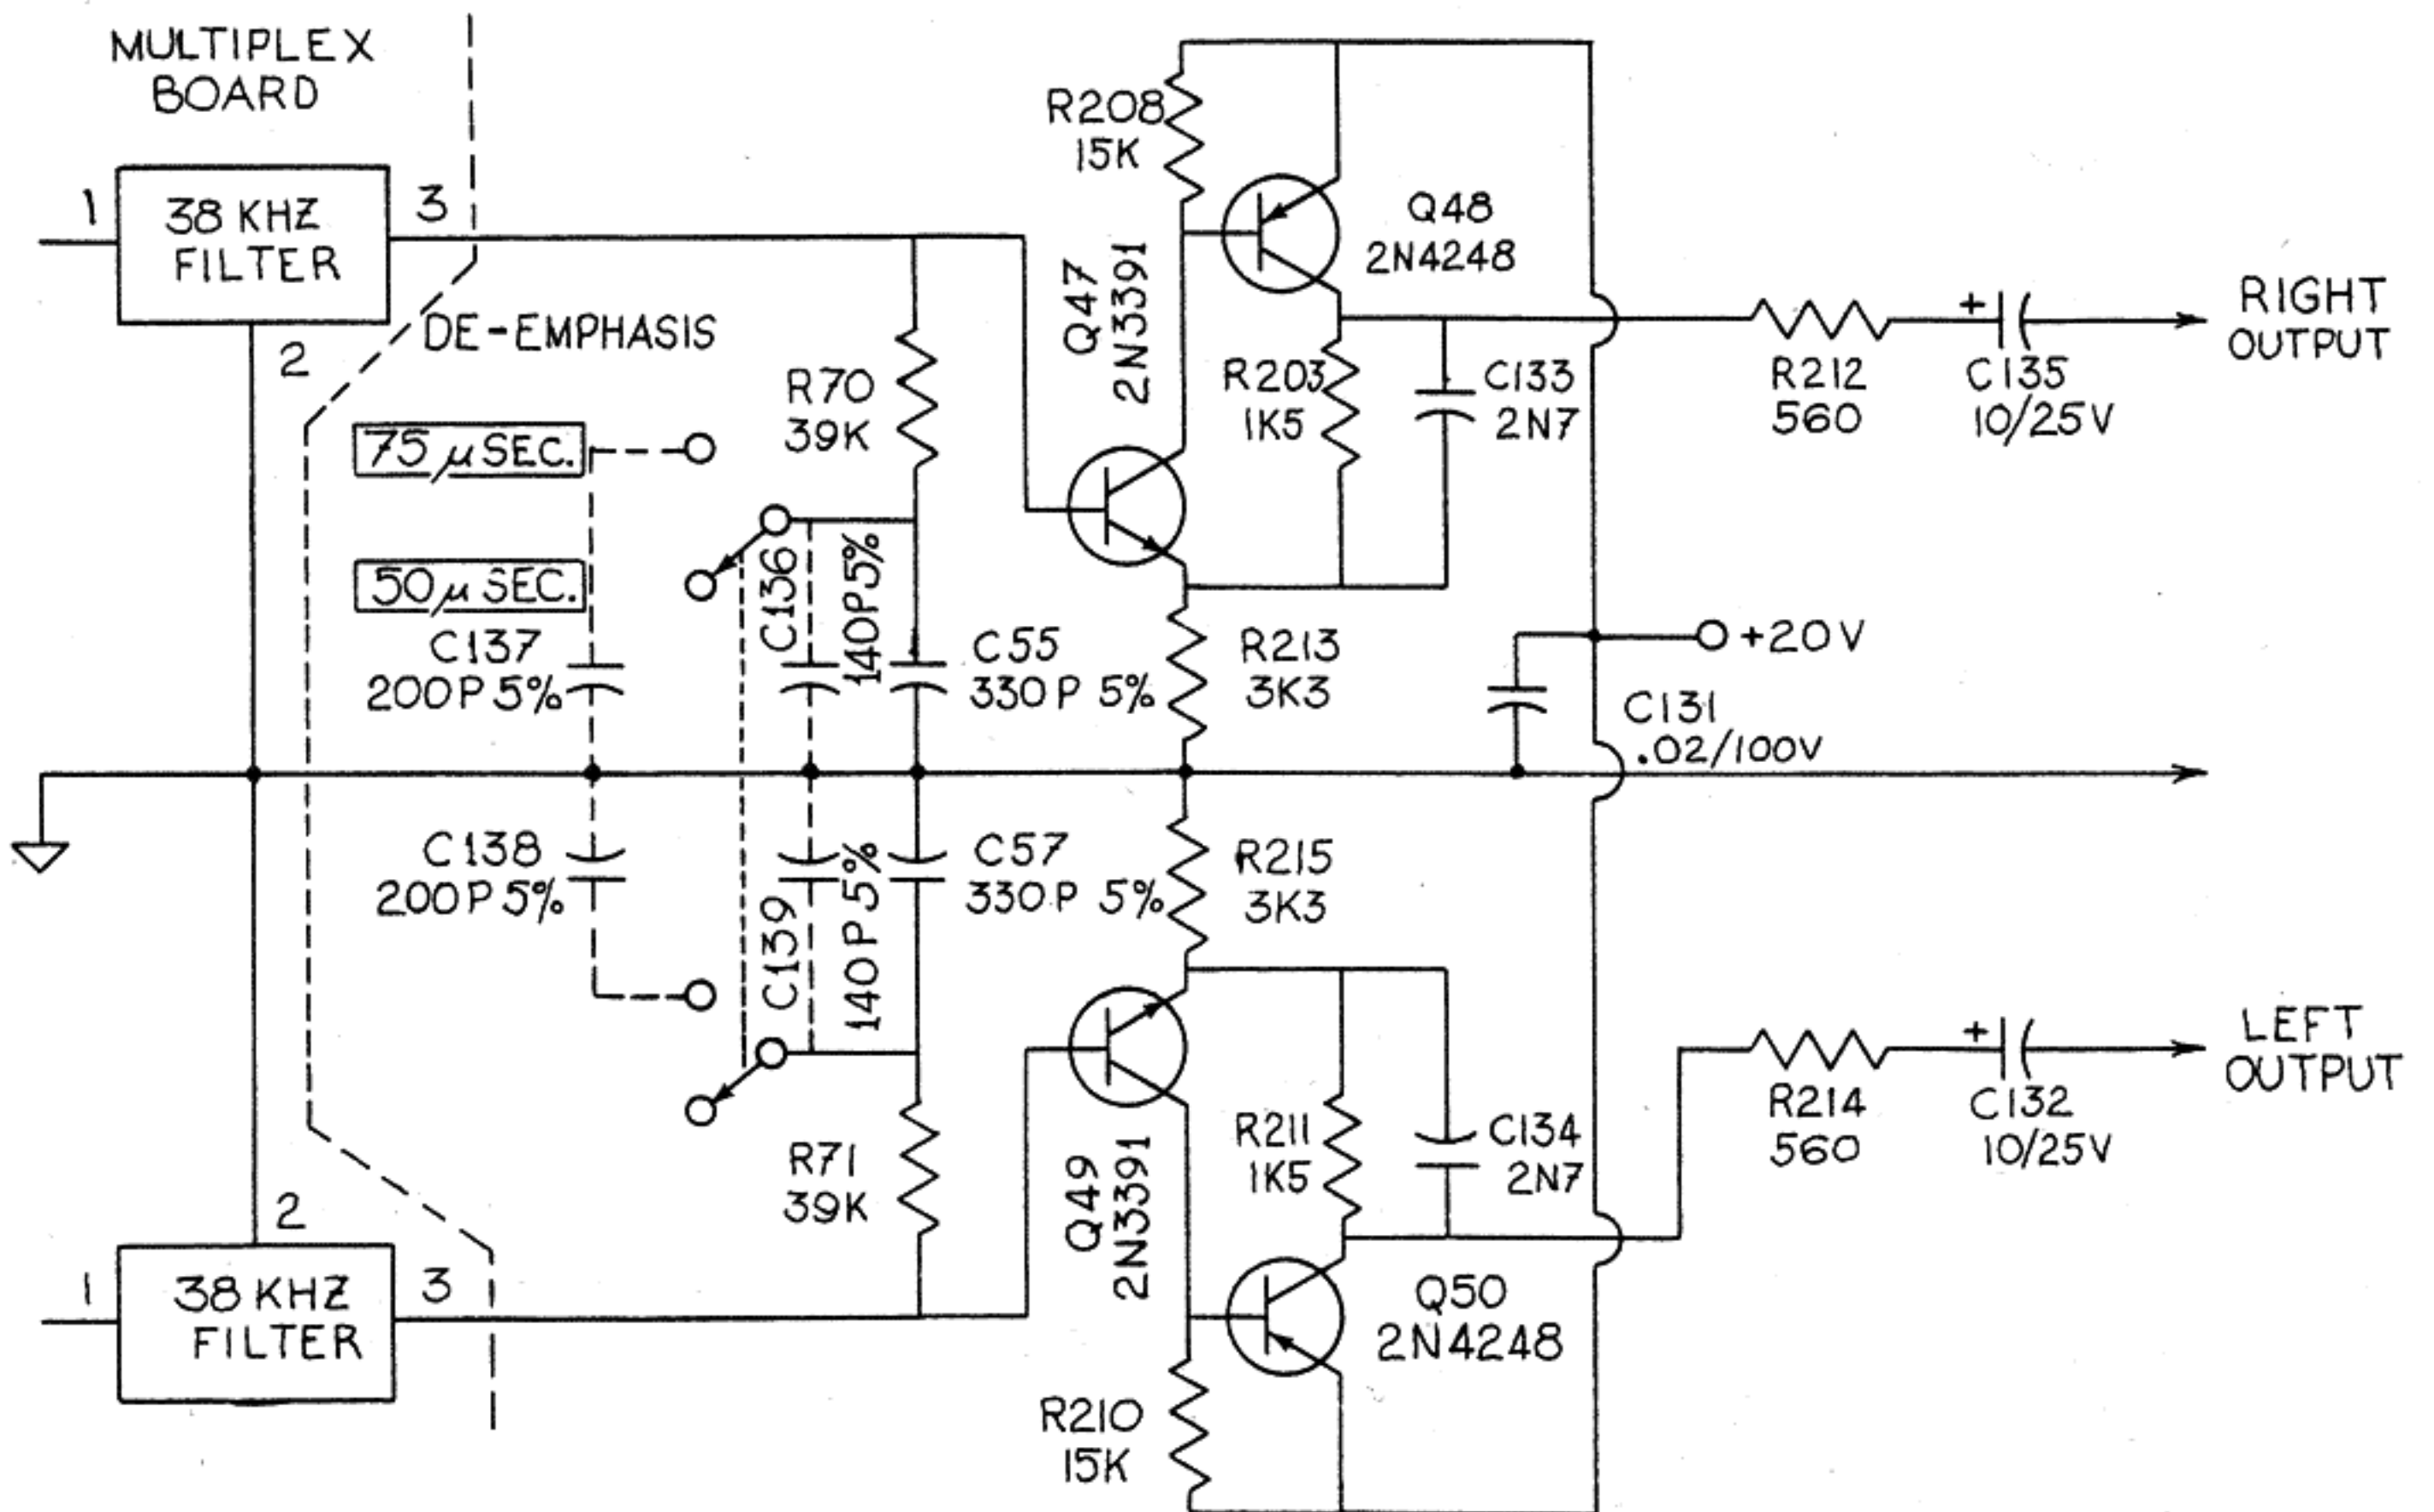 MULTIPLEX
BOARD
1
38 KHZ
FILTER
3
2
DE-EMPHASIS
75 µ SEC.
50 µ SEC.
C137
200P 5%
C136
140P 5%
R70
39K
C55
330P 5%
R208
15K
Q47
2N3391
Q48
2N4248
R203
1K5
C133
2N7
R212
560
+
C135
10/25V
RIGHT
OUTPUT
R213
3K3
+20V
C131
.02/100V
C138
200P 5%
C139
140P 5%
C57
330P 5%
R215
3K3
R71
39K
Q49
2N3391
R211
1K5
C134
2N7
R214
560
+
C132
10/25V
LEFT
OUTPUT
2
1
38 KHZ
FILTER
3
Q50
2N4248
R210
15K